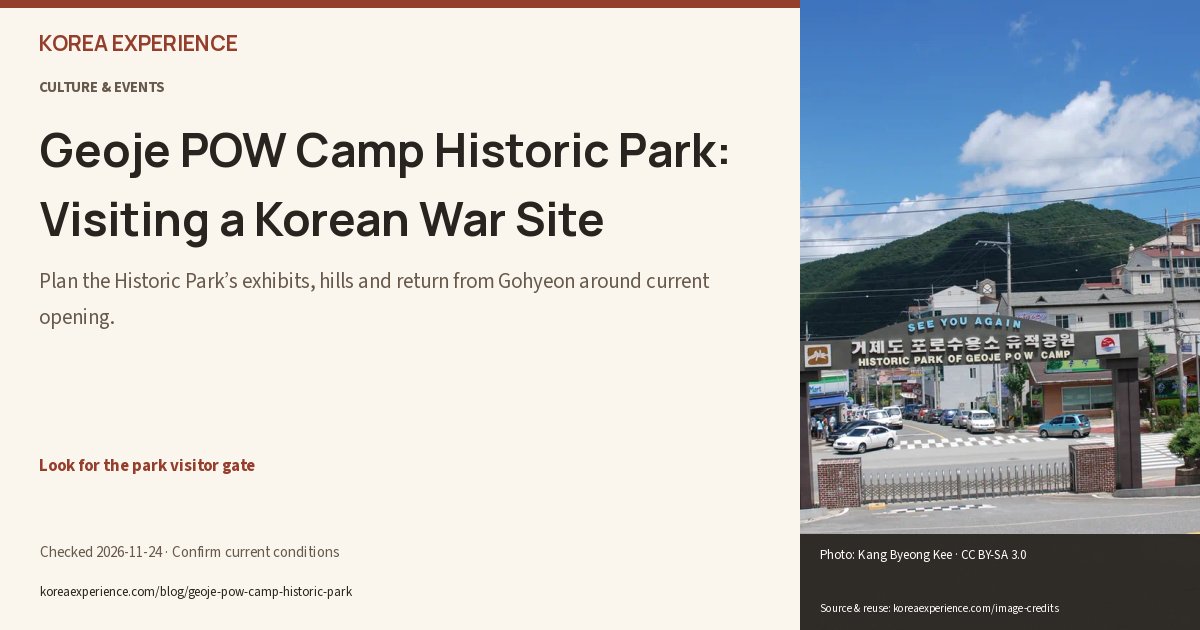 KOREA EXPERIENCE
CULTURE & EVENTS
Geoje POW Camp Historic Park:
Visiting a Korean War Site
Plan the Historic Park’s exhibits, hills and return from Gohyeon around current
opening.
Look for the park visitor gate
Checked 2026-11-24 · Confirm current conditions
koreaexperience.com/blog/geoje-pow-camp-historic-park
SEE YOU AGAIN
거제도 포로수용소 유적공원
HISTORIC PARK OF GEOJE POW CAMP
Photo: Kang Byeong Kee · CC BY-SA 3.0
Source & reuse: koreaexperience.com/image-credits